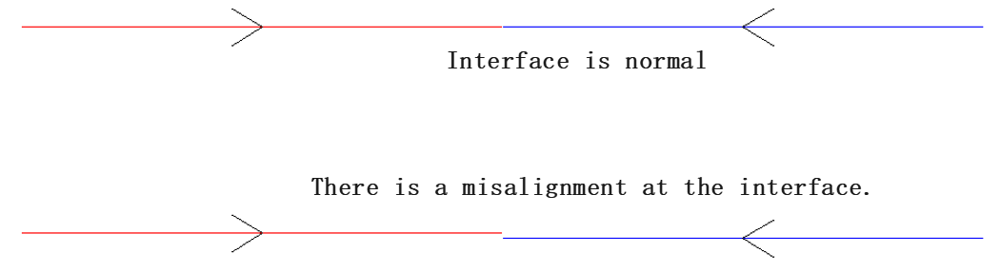 Interface is normal
There is a misalignment at the interface.